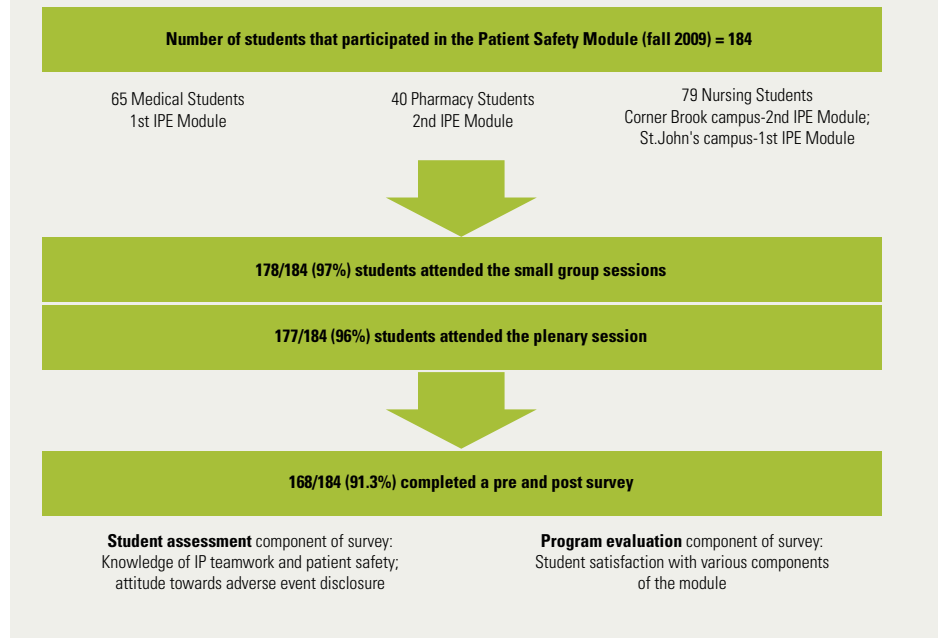 Number of students that participated in the Patient Safety Module (fall 2009) = 184
65 Medical Students
1st IPE Module
40 Pharmacy Students
2nd IPE Module
79 Nursing Students
Corner Brook campus-2nd IPE Module;
St.John's campus-1st IPE Module
178/184 (97%) students attended the small group sessions
177/184 (96%) students attended the plenary session
168/184 (91.3%) completed a pre and post survey
Student assessment component of survey:
Knowledge of IP teamwork and patient safety;
attitude towards adverse event disclosure
Program evaluation component of survey:
Student satisfaction with various components
of the module